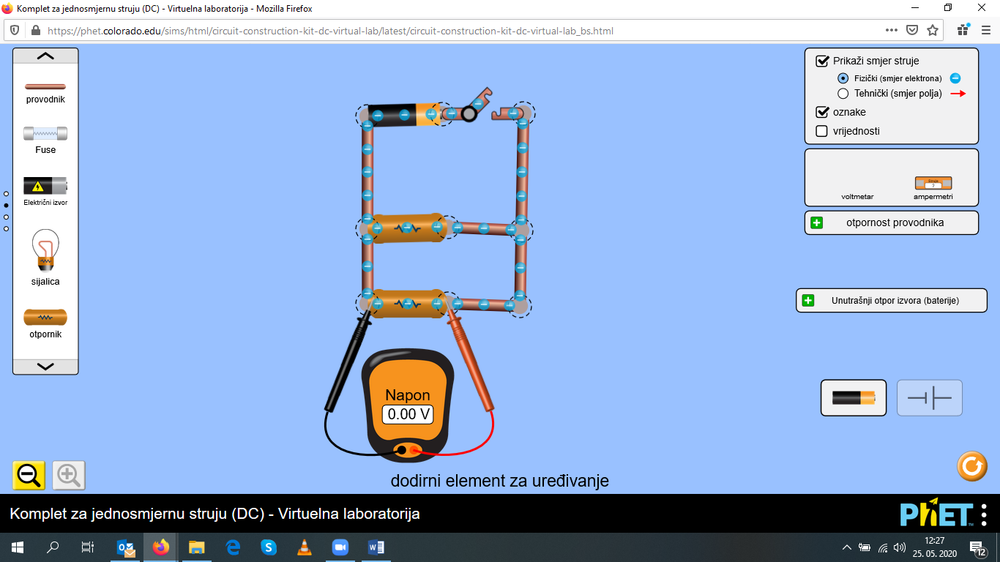 Komplet za jednosmjernu struju (DC) - Virtuelna laboratorija - Mozilla Firefox
https://phet.colorado.edu/sims/html/circuit-construction-kit-dc-virtual-lab/latest/circuit-construction-kit-dc-virtual-lab_bs.html
provodnik
Fuse
Električni izvor
sijalica
otpornik
Prikaži smjer struje
Fizički (smjer elektrona)
Tehnički (smjer polja)
oznake
vrijednosti
Struja
?
voltmetar
ampermetri
otpornost provodnika
Unutrašnji otpor izvora (baterije)
Napon
0.00 V
dodirni element za uređivanje
Komplet za jednosmjernu struju (DC) - Virtuelna laboratorija
PhET
12:27
25. 05. 2020
12